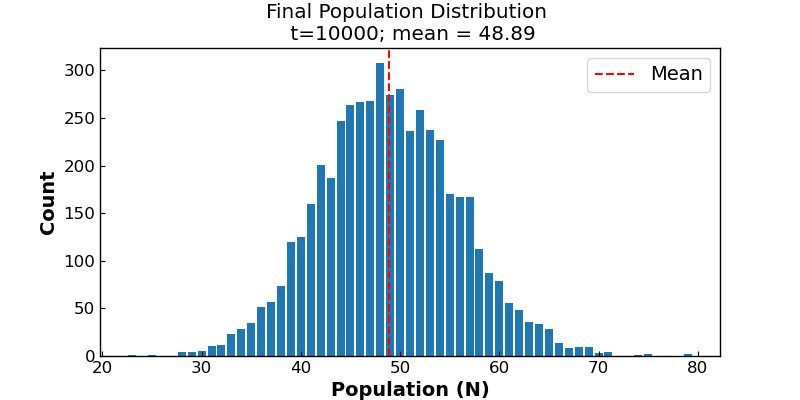 Final Population Distribution
t=10000; mean = 48.89
Mean
300
250
200
150
100
50
0
Count
20 30 40 50 60 70 80
Population (N)